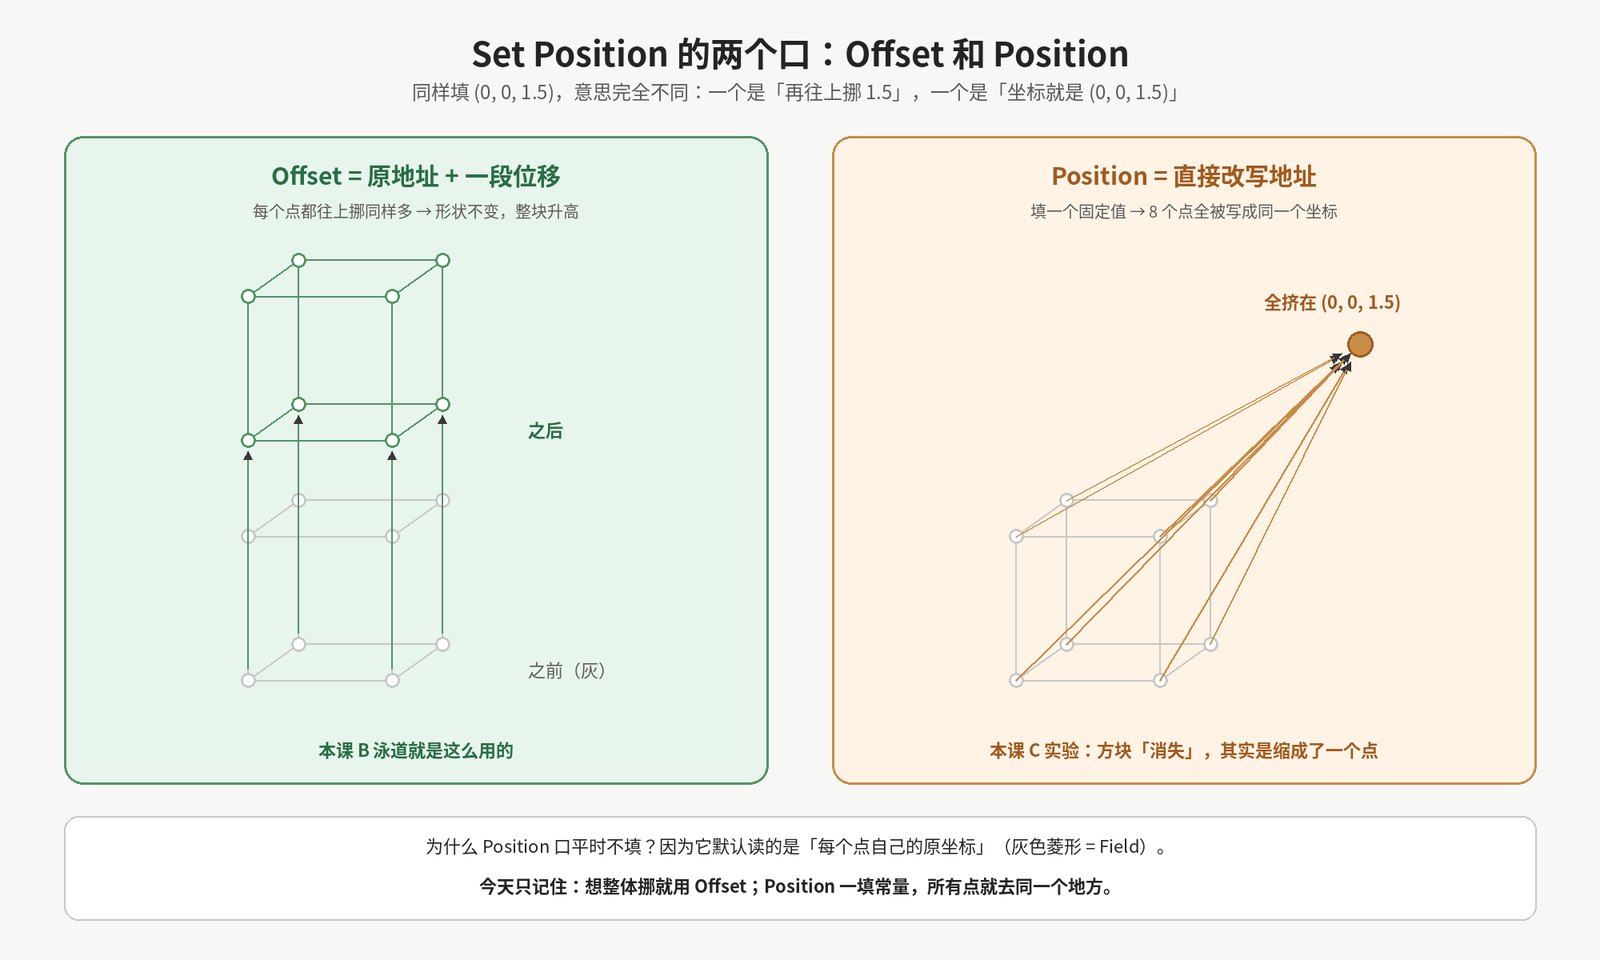 Set Position 的两个口：Offset 和 Position
同样填 (0, 0, 1.5)，意思完全不同：一个是「再往上挪 1.5」，一个是「坐标就是 (0, 0, 1.5)」
Offset = 原地址 + 一段位移
每个点都往上挪同样多 → 形状不变，整块升高
之后
之前（灰）
本课 B 泳道就是这么用的
Position = 直接改写地址
填一个固定值 → 8 个点全被写成同一个坐标
全挤在 (0, 0, 1.5)
本课 C 实验：方块「消失」，其实是缩成了一个点
为什么 Position 口平时不填？因为它默认读的是「每个点自己的原坐标」（灰色菱形 = Field）。
今天只记住：想整体挪就用 Offset；Position 一填常量，所有点就去同一个地方。